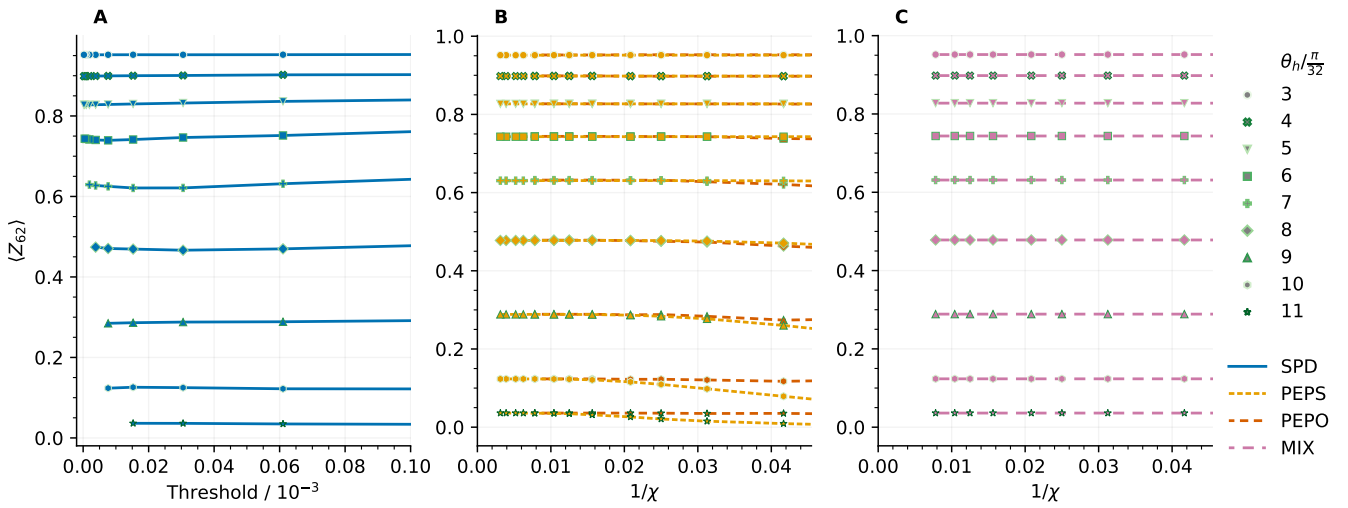 A
B
C
⟨Z₆₂⟩
0.8
0.6
0.4
0.2
0.0
0.00 0.02 0.04 0.06 0.08 0.10
Threshold / 10⁻³
1.0
0.8
0.6
0.4
0.2
0.0
0.00 0.01 0.02 0.03 0.04
1/χ
1.0
0.8
0.6
0.4
0.2
0.0
0.00 0.01 0.02 0.03 0.04
1/χ
θₕ/π/32
3
4
5
6
7
8
9
10
11
SPD
PEPS
PEPO
MIX